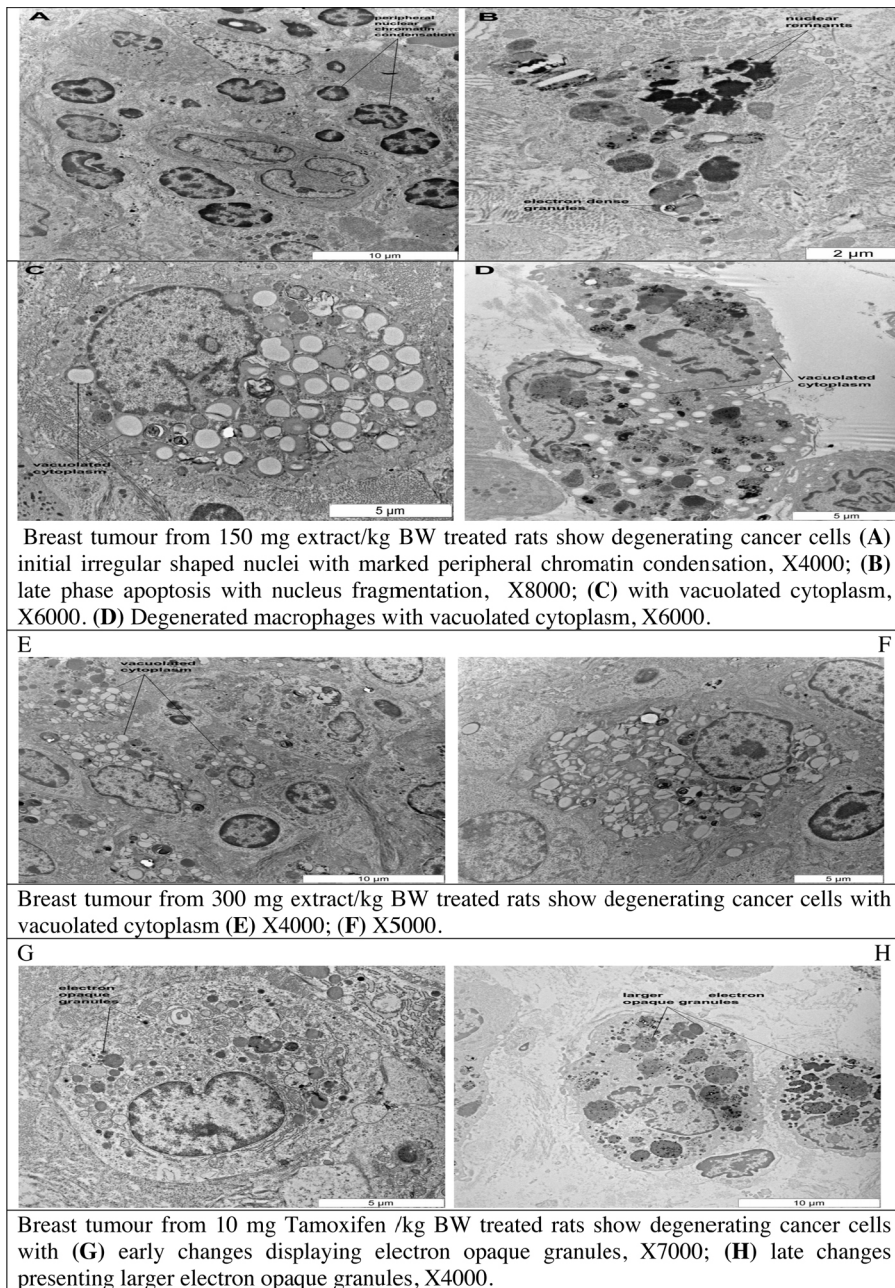 A
peripheral
nuclear
chromatin
condensation
10 µm
B
nuclear
remnants
electron dense
granules
2 µm
C
vacuolated
cytoplasm
5 µm
D
vacuolated
cytoplasm
5 µm
Breast tumour from 150 mg extract/kg BW treated rats show degenerating cancer cells (A)
initial irregular shaped nuclei with marked peripheral chromatin condensation, X4000; (B)
late phase apoptosis with nucleus fragmentation, X8000; (C) with vacuolated cytoplasm,
X6000. (D) Degenerated macrophages with vacuolated cytoplasm, X6000.
E
vacuolated
cytoplasm
10 µm
F
5 µm
Breast tumour from 300 mg extract/kg BW treated rats show degenerating cancer cells with
vacuolated cytoplasm (E) X4000; (F) X5000.
G
electron
opaque
granules
5 µm
H
larger electron
opaque granules
10 µm
Breast tumour from 10 mg Tamoxifen /kg BW treated rats show degenerating cancer cells
with (G) early changes displaying electron opaque granules, X7000; (H) late changes
presenting larger electron opaque granules, X4000.